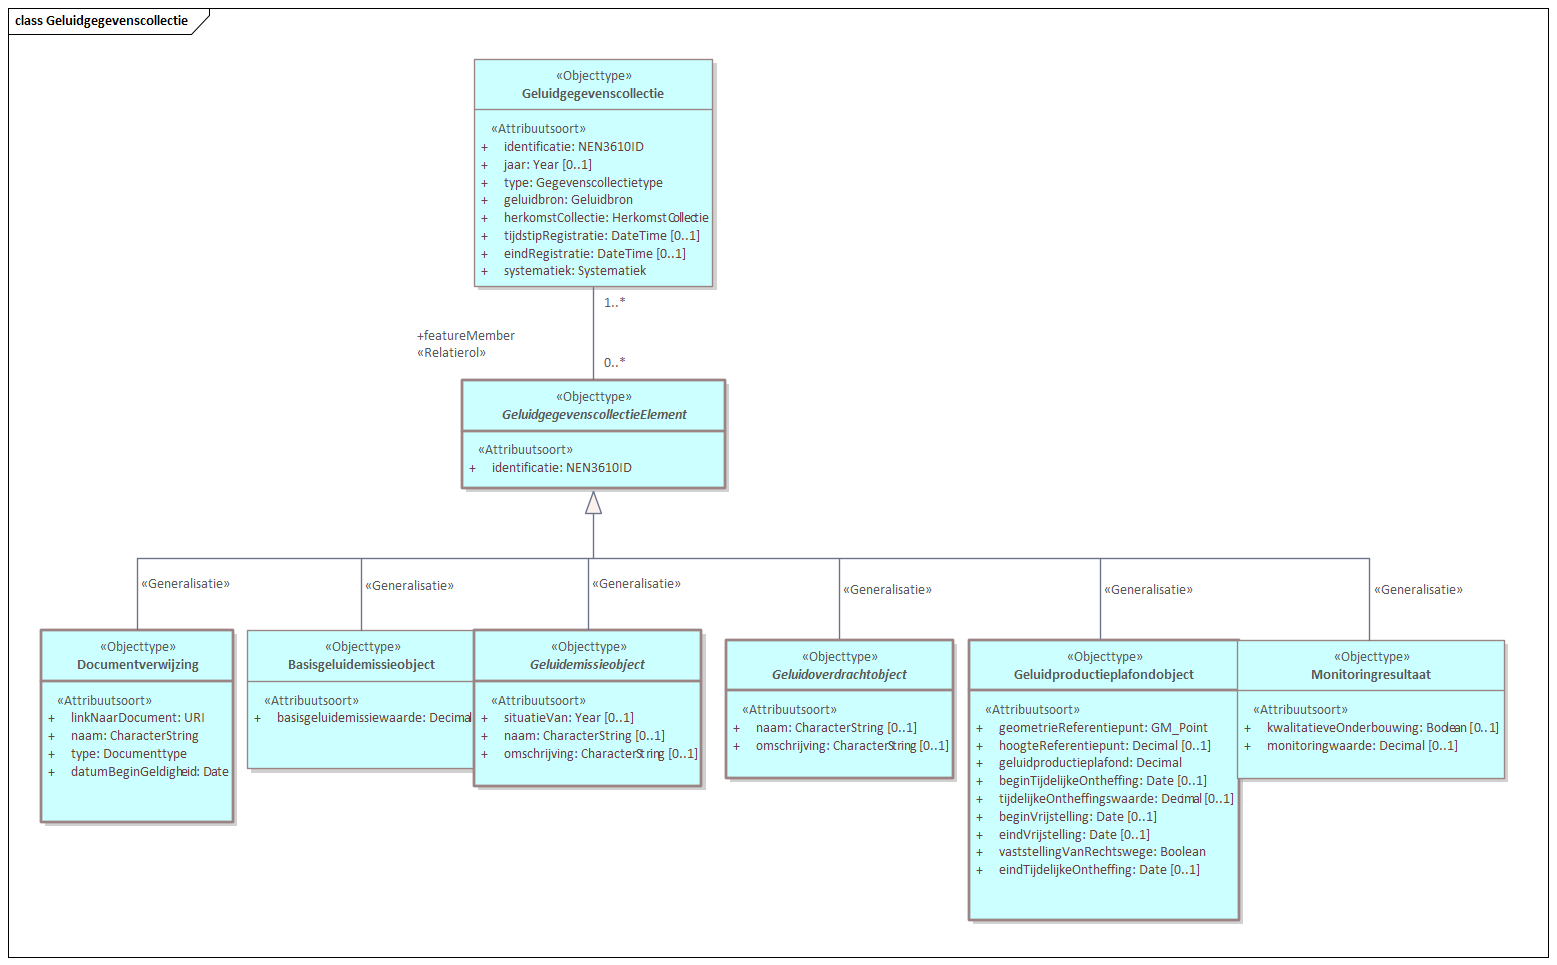 class Geluidgegevenscollectie
«Objecttype»
Geluidgegevenscollectie
«Attribuutsoort»
+ identificatie: NEN3610ID
+ jaar: Year [0..1]
+ type: Gegevenscollectietype
+ geluidbron: Geluidbron
+ herkomstCollectie: HerkomstCollectie
+ tijdstipRegistratie: DateTime [0..1]
+ eindRegistratie: DateTime [0..1]
+ systematiek: Systematiek
1..*
+featureMember
«Relatierol»
0..*
«Objecttype»
GeluidgegevenscollectieElement
«Attribuutsoort»
+ identificatie: NEN3610ID
«Generalisatie»
«Generalisatie»
«Generalisatie»
«Generalisatie»
«Generalisatie»
«Generalisatie»
«Objecttype»
Documentverwijzing
«Attribuutsoort»
+ linkNaarDocument: URI
+ naam: CharacterString
+ type: Documenttype
+ datumBeginGeldigheid: Date
«Objecttype»
Basisgeluidemissieobject
«Attribuutsoort»
+ basisgeluidemissiewaarde: Decimal
«Objecttype»
Geluidemissieobject
«Attribuutsoort»
+ situatieVan: Year [0..1]
+ naam: CharacterString [0..1]
+ omschrijving: CharacterString [0..1]
«Objecttype»
Geluidoverdrachtobject
«Attribuutsoort»
+ naam: CharacterString [0..1]
+ omschrijving: CharacterString [0..1]
«Objecttype»
Geluidproductieplafondobject
«Attribuutsoort»
+ geometrieReferentiepunt: GM_Point
+ hoogteReferentiepunt: Decimal [0..1]
+ geluidproductieplafond: Decimal
+ beginTijdelijkeOntheffing: Date [0..1]
+ tijdelijkeOntheffingswaarde: Decimal [0..1]
+ beginVrijstelling: Date [0..1]
+ eindVrijstelling: Date [0..1]
+ vaststellingVanRechtswege: Boolean
+ eindTijdelijkeOntheffing: Date [0..1]
«Objecttype»
Monitoringresultaat
«Attribuutsoort»
+ kwalitatieveOnderbouwing: Boolean [0..1]
+ monitoringwaarde: Decimal [0..1]